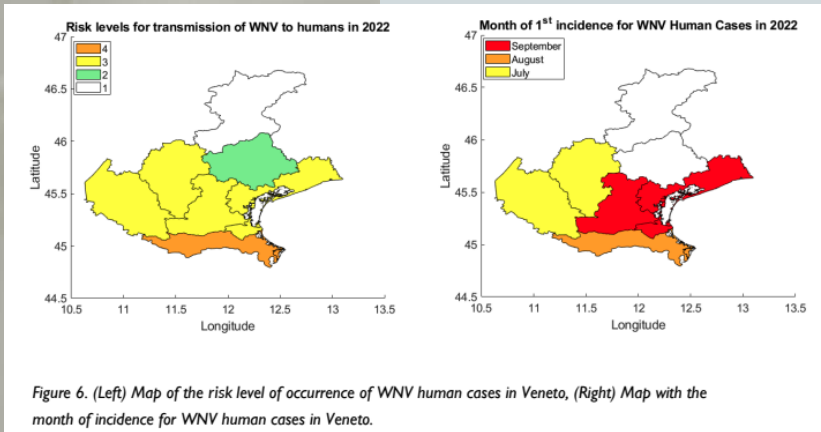 Risk levels for transmission of WNV to humans in 2022
47
46.5
46
45.5
45
44.5
Latitude
4
3
2
1
10.5 11 11.5 12 12.5 13 13.5
Longitude
Month of 1st incidence for WNV Human Cases in 2022
47
46.5
46
45.5
45
44.5
Latitude
September
August
July
10.5 11 11.5 12 12.5 13 13.5
Longitude
Figure 6. (Left) Map of the risk level of occurrence of WNV human cases in Veneto, (Right) Map with the
month of incidence for WNV human cases in Veneto.